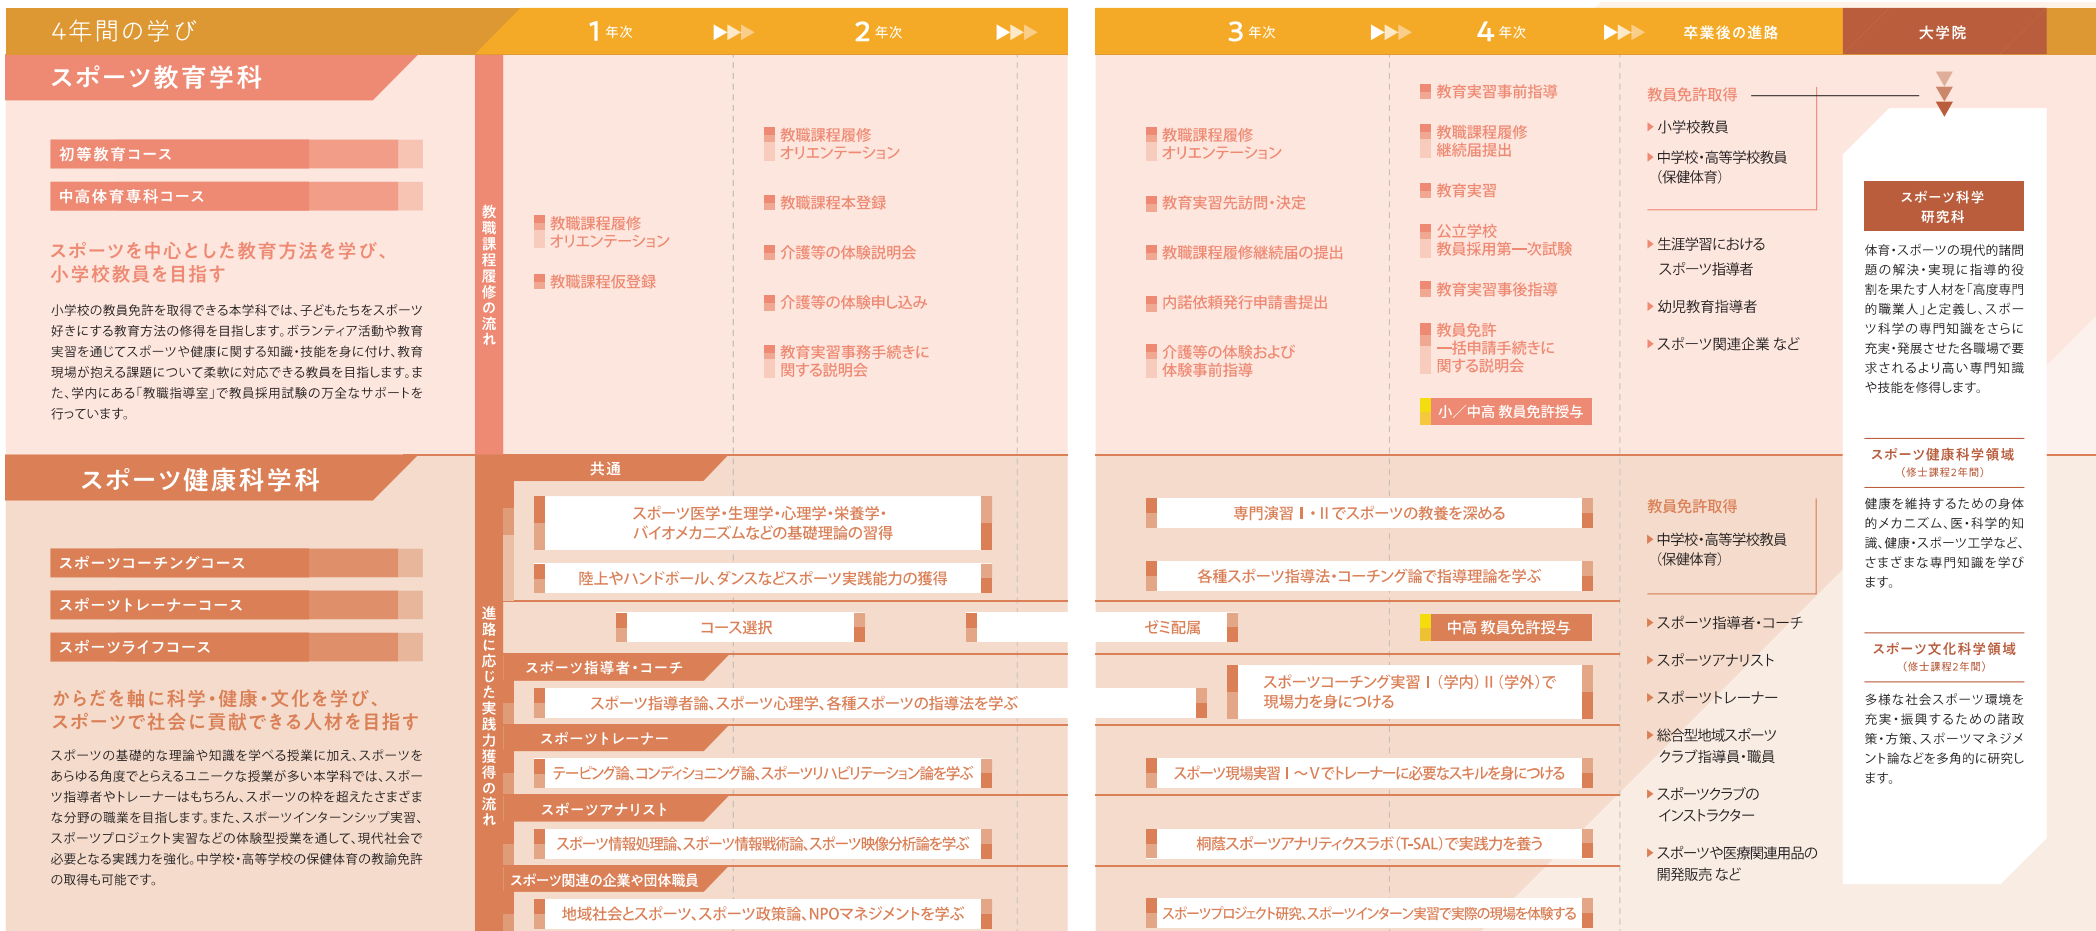 4年間の学び
1年次
2年次
3年次
4年次
卒業後の進路
大学院
スポーツ教育学科
初等教育コース
中高体育専科コース
スポーツを中心とした教育方法を学び、
小学校教員を目指す
小学校の教員免許を取得できる本学科では、子どもたちをスポーツ
好きにする教育方法の修得を目指します。ボランティア活動や教育
実習を通じてスポーツや健康に関する知識・技能を身に付け、教育
現場が抱える課題について柔軟に対応できる教員を目指します。ま
た、学内にある「教職指導室」で教員採用試験の万全なサポートを
行っています。
教職課程履修の流れ
教職課程履修
オリエンテーション
教職課程仮登録
教職課程履修
オリエンテーション
教職課程本登録
介護等の体験説明会
介護等の体験申し込み
教育実習事務手続きに
関する説明会
教職課程履修
オリエンテーション
教育実習先訪問・決定
教職課程履修継続届の提出
内諾依頼発行申請書提出
介護等の体験および
体験事前指導
教育実習事前指導
教職課程履修
継続届提出
教育実習
公立学校
教員採用第一次試験
教育実習事後指導
教員免許
一括申請手続きに
関する説明会
小／中高 教員免許授与
教員免許取得
小学校教員
中学校・高等学校教員
（保健体育）
生涯学習における
スポーツ指導者
幼児教育指導者
スポーツ関連企業 など
スポーツ科学
研究科
体育・スポーツの現代的諸問
題の解決・実現に指導的役
割を果たす人材を「高度専門
的職業人」と定義し、スポー
ツ科学の専門知識をさらに
充実・発展させた各職場で要
求されるより高い専門知識
や技能を修得します。
スポーツ健康科学領域
（修士課程2年間）
健康を維持するための身体
的メカニズム、医・科学的知
識、健康・スポーツ工学など、
さまざまな専門知識を学び
ます。
スポーツ文化科学領域
（修士課程2年間）
多様な社会スポーツ環境を
充実・振興するための諸政
策・方策、スポーツマネジメ
ント論などを多角的に研究し
ます。
スポーツ健康科学科
スポーツコーチングコース
スポーツトレーナーコース
スポーツライフコース
からだを軸に科学・健康・文化を学び、
スポーツで社会に貢献できる人材を目指す
スポーツの基礎的な理論や知識を学べる授業に加え、スポーツを
あらゆる角度でとらえるユニークな授業が多い本学科では、スポー
ツ指導者やトレーナーはもちろん、スポーツの枠を超えたさまざま
な分野の職業を目指します。また、スポーツインターンシップ実習、
スポーツプロジェクト実習などの体験型授業を通して、現代社会で
必要となる実践力を強化。中学校・高等学校の保健体育の教諭免許
の取得も可能です。
進路に応じた実践力獲得の流れ
共通
スポーツ医学・生理学・心理学・栄養学・
バイオメカニズムなどの基礎理論の習得
専門演習Ⅰ・Ⅱでスポーツの教養を深める
陸上やハンドボール、ダンスなどスポーツ実践能力の獲得
各種スポーツ指導法・コーチング論で指導理論を学ぶ
コース選択
ゼミ配属
中高 教員免許授与
スポーツ指導者・コーチ
スポーツ指導者論、スポーツ心理学、各種スポーツの指導法を学ぶ
スポーツコーチング実習Ⅰ（学内）Ⅱ（学外）で
現場力を身につける
スポーツトレーナー
テーピング論、コンディショニング論、スポーツリハビリテーション論を学ぶ
スポーツ現場実習Ⅰ～Ⅴでトレーナーに必要なスキルを身につける
スポーツアナリスト
スポーツ情報処理論、スポーツ情報戦術論、スポーツ映像分析論を学ぶ
桐蔭スポーツアナリティクスラボ（T-SAL）で実践力を養う
スポーツ関連の企業や団体職員
地域社会とスポーツ、スポーツ政策論、NPOマネジメントを学ぶ
スポーツプロジェクト研究、スポーツインターン実習で実際の現場を体験する
教員免許取得
中学校・高等学校教員
（保健体育）
スポーツ指導者・コーチ
スポーツアナリスト
スポーツトレーナー
総合型地域スポーツ
クラブ指導員・職員
スポーツクラブの
インストラクター
スポーツや医療関連用品の
開発販売 など